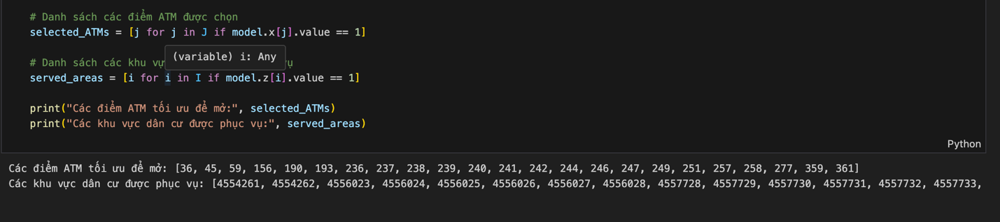 # Danh sách các điểm ATM được chọn
selected_ATMs = [j for j in J if model.x[j].value == 1]
(variable) i: Any
# Danh sách các khu vự ụ
served_areas = [i for i in I if model.z[i].value == 1]
print("Các điểm ATM tối ưu để mở:", selected_ATMs)
print("Các khu vực dân cư được phục vụ:", served_areas)
Python
Các điểm ATM tối ưu để mở: [36, 45, 59, 156, 190, 193, 236, 237, 238, 239, 240, 241, 242, 244, 246, 247, 249, 251, 257, 258, 277, 359, 361]
Các khu vực dân cư được phục vụ: [4554261, 4554262, 4556023, 4556024, 4556025, 4556026, 4556027, 4556028, 4557728, 4557729, 4557730, 4557731, 4557732, 4557733,